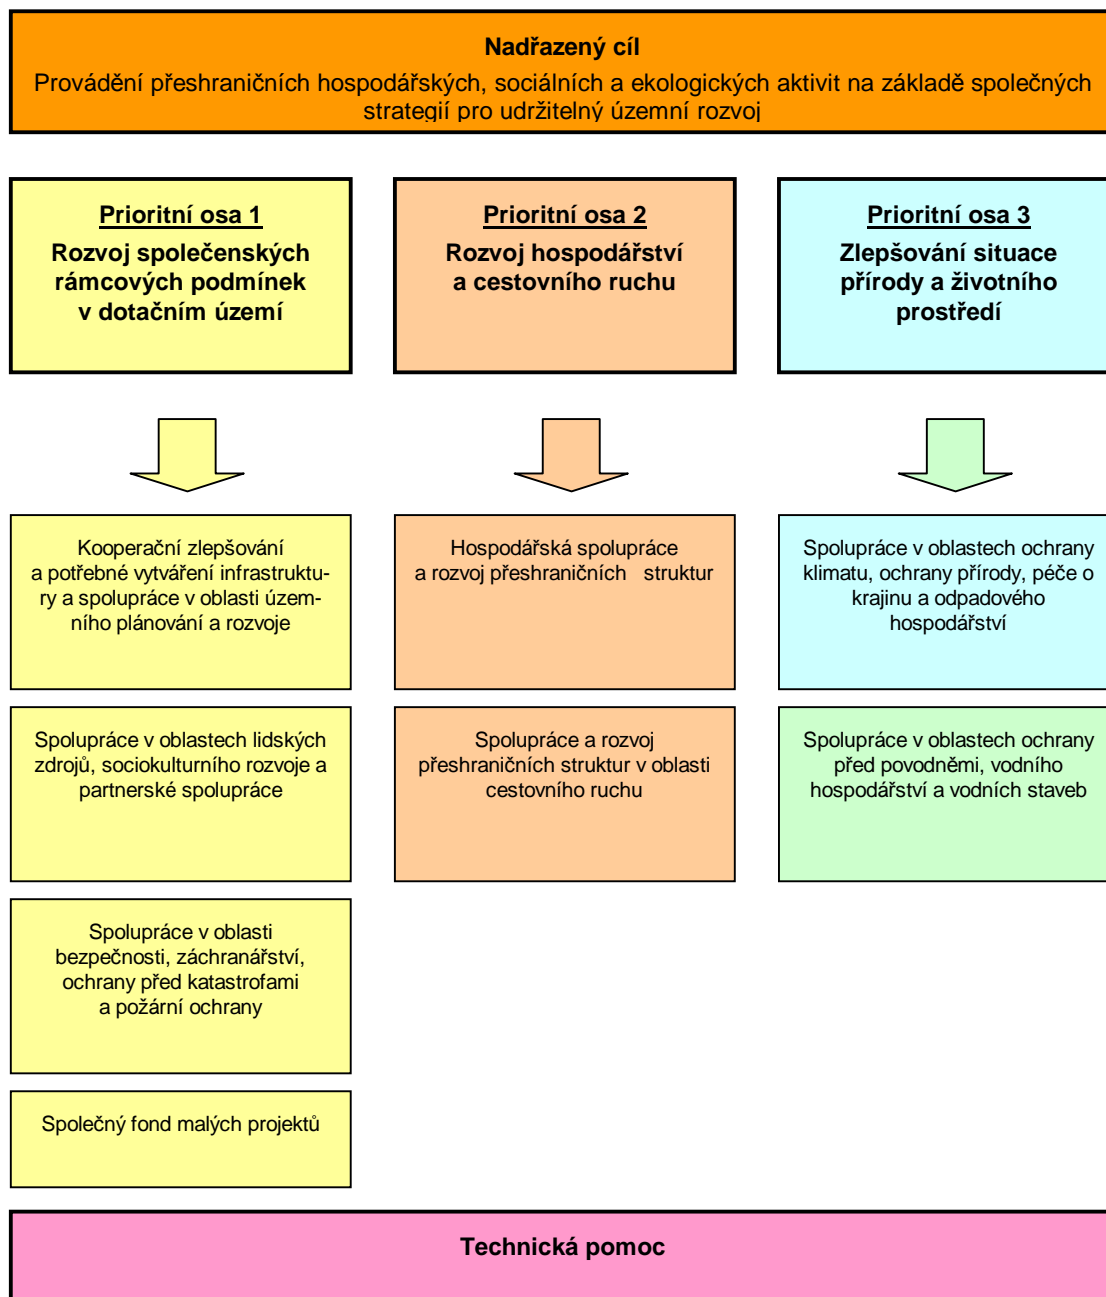 Nadřazený cíl
Provádění přeshraničních hospodářských, sociálních a ekologických aktivit na základě společných
strategií pro udržitelný územní rozvoj
Prioritní osa 1
Rozvoj společenských
rámcových podmínek
v dotačním území
Prioritní osa 2
Rozvoj hospodářství
a cestovního ruchu
Prioritní osa 3
Zlepšování situace
přírody a životního
prostředí
Kooperační zlepšování
a potřebné vytváření infrastruktu-
ry a spolupráce v oblasti územ-
ního plánování a rozvoje
Hospodářská spolupráce
a rozvoj přeshraničních struktur
Spolupráce v oblastech ochrany
klimatu, ochrany přírody, péče o
krajinu a odpadového
hospodářství
Spolupráce v oblastech lidských
zdrojů, sociokulturního rozvoje a
partnerské spolupráce
Spolupráce a rozvoj
přeshraničních struktur v oblasti
cestovního ruchu
Spolupráce v oblastech ochrany
před povodněmi, vodního
hospodářství a vodních staveb
Spolupráce v oblasti
bezpečnosti, záchranářství,
ochrany před katastrofami
a požární ochrany
Společný fond malých projektů
Technická pomoc